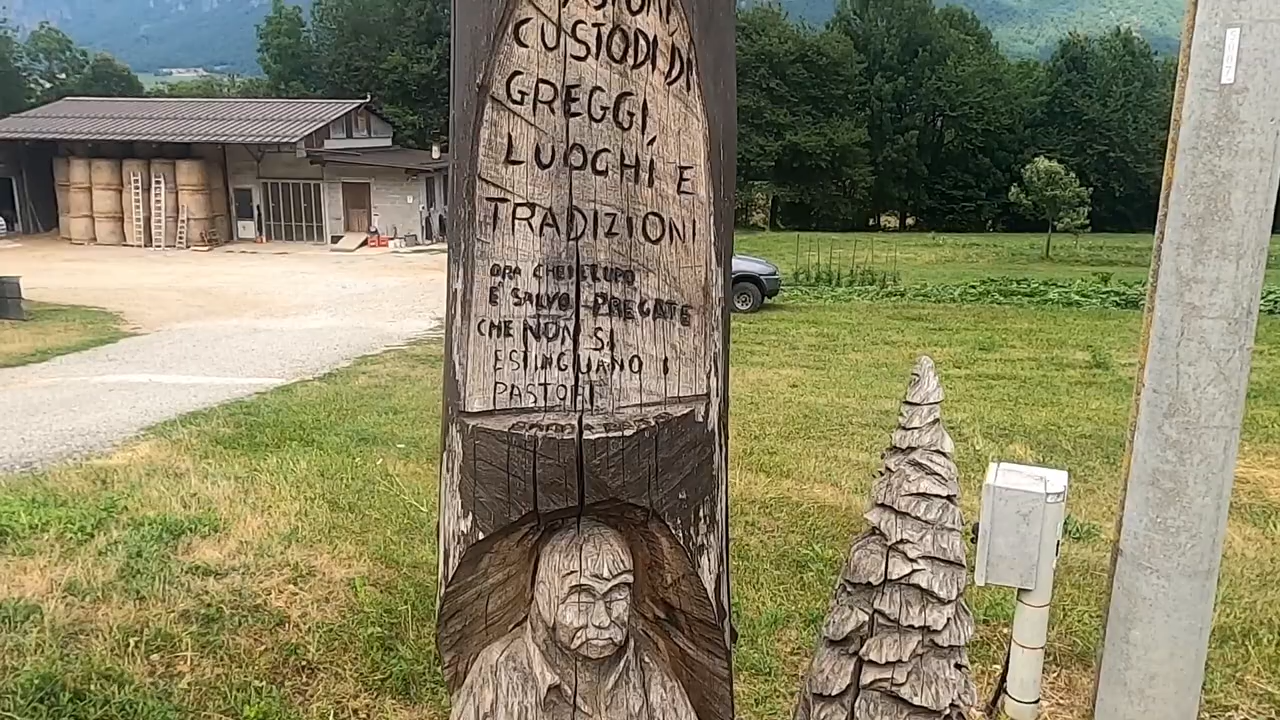 CUSTODI DI
GREGGI,
LUOGHI E
TRADIZIONI
ORA CHE IL LUPO
È SALVO PREGATE
CHE NON SI
ESTINGUANO I
PASTORI